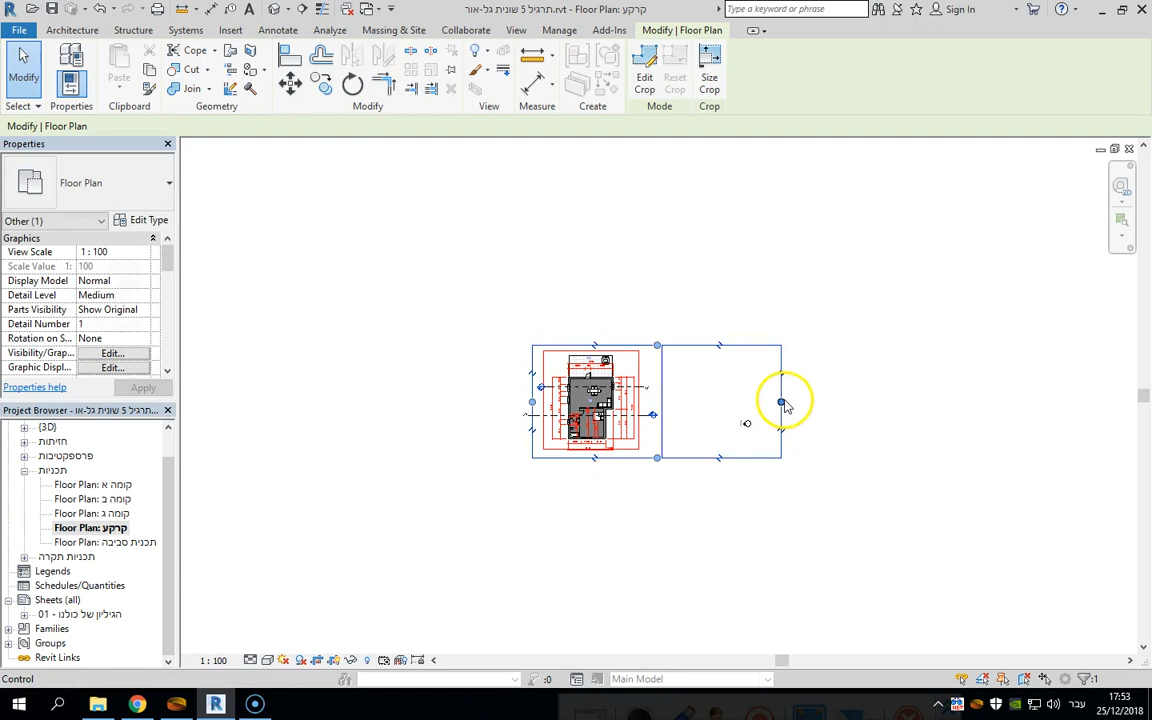 תרגיל 5 שונית גל-אור.rvt - Floor Plan: קרקע
Type a keyword or phrase
Sign In
File
Architecture
Structure
Systems
Insert
Annotate
Analyze
Massing & Site
Collaborate
View
Manage
Add-Ins
Modify | Floor Plan
Modify
Paste
Cope
Cut
Join
Edit Crop
Reset Crop
Size Crop
Select
Properties
Clipboard
Geometry
Modify
View
Measure
Create
Mode
Crop
Modify | Floor Plan
Properties
Floor Plan
Other (1)
Edit Type
Graphics
View Scale 1 : 100
Scale Value 1: 100
Display Model Normal
Detail Level Medium
Parts Visibility Show Original
Detail Number 1
Rotation on S... None
Visibility/Grap... Edit...
Graphic Displ... Edit...
Properties help
Apply
Project Browser - תרגיל 5 שונית גל-או...
{3D}
חזיתות
פרספקטיבות
תכניות
Floor Plan: קומה א
Floor Plan: קומה ב
Floor Plan: קומה ג
Floor Plan: קרקע
Floor Plan: תכנית סביבה
תכניות תקרה
Legends
Schedules/Quantities
Sheets (all)
01 - הגיליון של כולנו
Families
Groups
Revit Links
1 : 100
Control
:0
Main Model
:1
עבר
17:53
25/12/2018